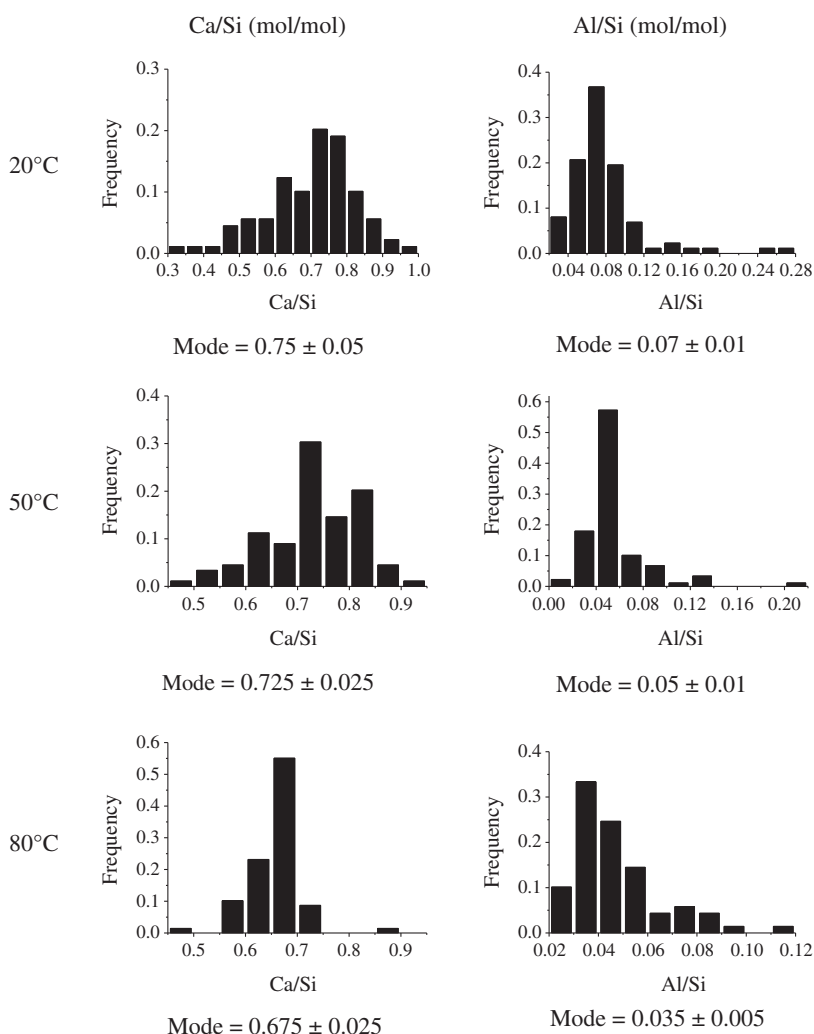 Ca/Si (mol/mol)
Al/Si (mol/mol)
20°C
Frequency
0.3
0.2
0.1
0.0
0.3 0.4 0.5 0.6 0.7 0.8 0.9 1.0
Ca/Si
Mode = 0.75 ± 0.05
Frequency
0.4
0.3
0.2
0.1
0.0
0.04 0.08 0.12 0.16 0.20 0.24 0.28
Al/Si
Mode = 0.07 ± 0.01
50°C
Frequency
0.4
0.3
0.2
0.1
0.0
0.5 0.6 0.7 0.8 0.9
Ca/Si
Mode = 0.725 ± 0.025
Frequency
0.6
0.5
0.4
0.3
0.2
0.1
0.0
0.00 0.04 0.08 0.12 0.16 0.20
Al/Si
Mode = 0.05 ± 0.01
80°C
Frequency
0.6
0.5
0.4
0.3
0.2
0.1
0.0
0.5 0.6 0.7 0.8 0.9
Ca/Si
Mode = 0.675 ± 0.025
Frequency
0.4
0.3
0.2
0.1
0.0
0.02 0.04 0.06 0.08 0.10 0.12
Al/Si
Mode = 0.035 ± 0.005